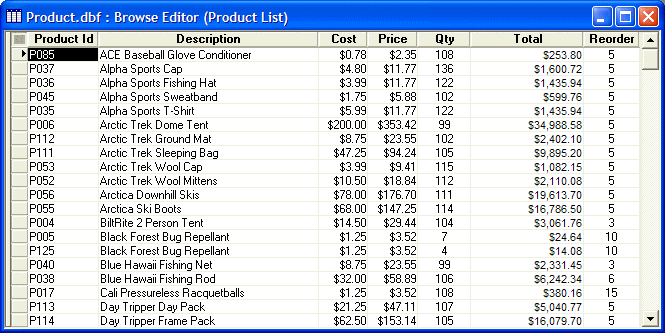 Product.dbf : Browse Editor (Product List)
Product Id Description Cost Price Qty Total Reorder
P085 ACE Baseball Glove Conditioner $0.78 $2.35 108 $253.80 5
P037 Alpha Sports Cap $4.80 $11.77 136 $1,600.72 5
P036 Alpha Sports Fishing Hat $3.99 $11.77 122 $1,435.94 5
P045 Alpha Sports Sweatband $1.75 $5.88 102 $599.76 5
P035 Alpha Sports T-Shirt $5.99 $11.77 122 $1,435.94 5
P006 Arctic Trek Dome Tent $200.00 $353.42 99 $34,988.58 5
P112 Arctic Trek Ground Mat $8.75 $23.55 102 $2,402.10 5
P111 Arctic Trek Sleeping Bag $47.25 $94.24 105 $9,895.20 5
P053 Arctic Trek Wool Cap $3.99 $9.41 115 $1,082.15 5
P052 Arctic Trek Wool Mittens $10.50 $18.84 112 $2,110.08 5
P056 Arctica Downhill Skis $78.00 $176.70 111 $19,613.70 5
P055 Arctica Ski Boots $68.00 $147.25 114 $16,786.50 5
P004 BiltRite 2 Person Tent $14.50 $29.44 104 $3,061.76 3
P005 Black Forest Bug Repellant $1.25 $3.52 7 $24.64 10
P125 Black Forest Bug Repellant $1.25 $3.52 4 $14.08 10
P040 Blue Hawaii Fishing Net $8.75 $23.55 99 $2,331.45 3
P038 Blue Hawaii Fishing Rod $32.00 $58.89 106 $6,242.34 6
P017 Cali Pressureless Racquetballs $1.25 $3.52 108 $380.16 15
P113 Day Tripper Day Pack $21.25 $47.11 107 $5,040.77 5
P114 Day Tripper Frame Pack $62.50 $153.14 105 $16,079.70 5